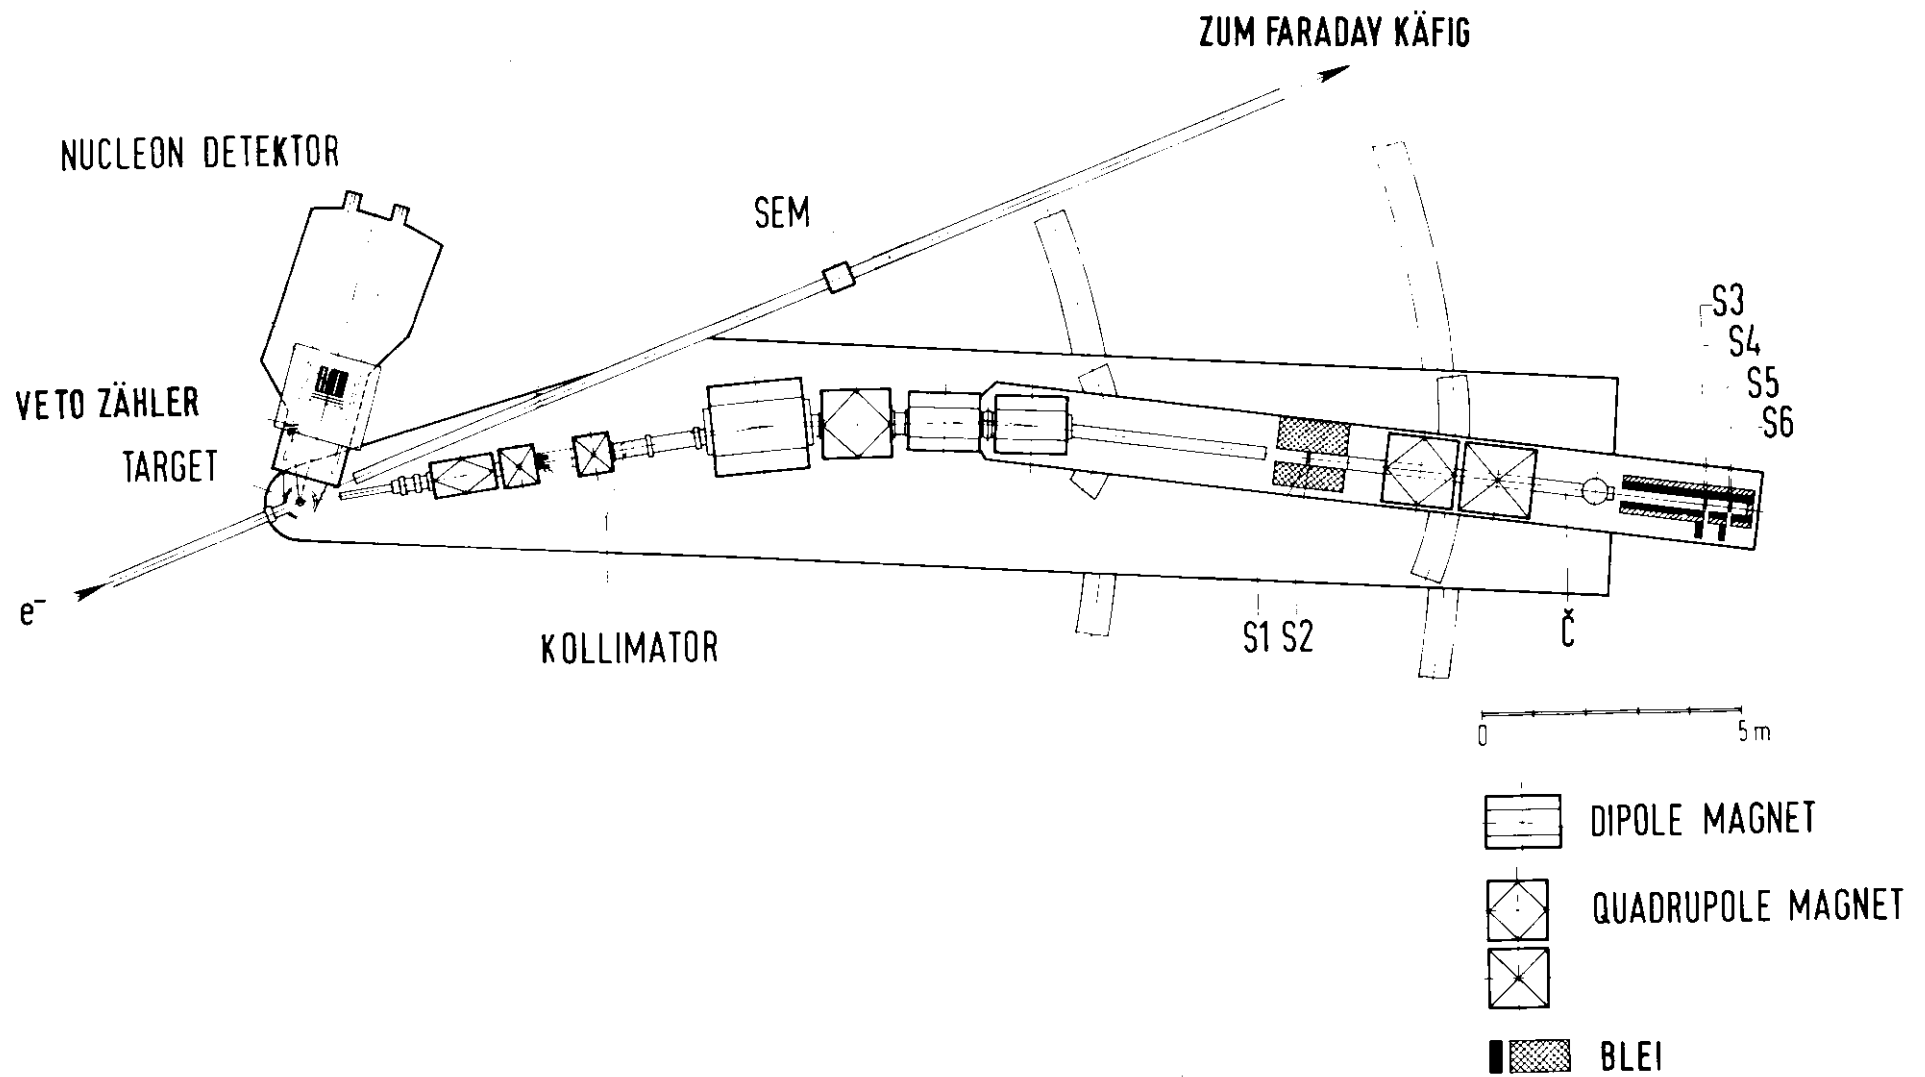 ZUM FARADAY KÄFIG
NUCLEON DETEKTOR
SEM
S3
S4
S5
S6
VETO ZÄHLER
TARGET
e⁻
KOLLIMATOR
S1 S2
Č
0 5 m
DIPOLE MAGNET
QUADRUPOLE MAGNET
BLEI